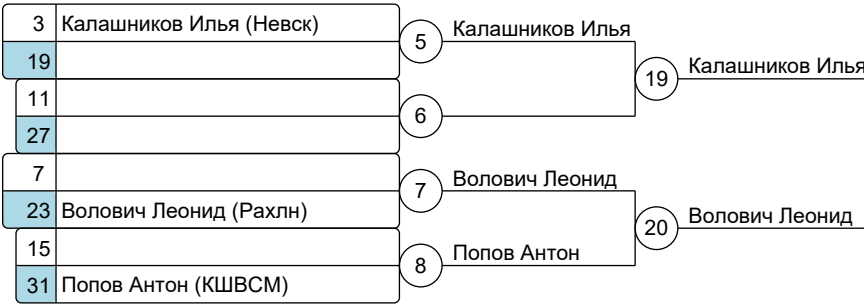 3 Калашников Илья (Невск)
5 Калашников Илья
19
19 Калашников Илья
11
6
27
7
7 Волович Леонид
23 Волович Леонид (Рахлн)
20 Волович Леонид
15
8 Попов Антон
31 Попов Антон (КШВСМ)